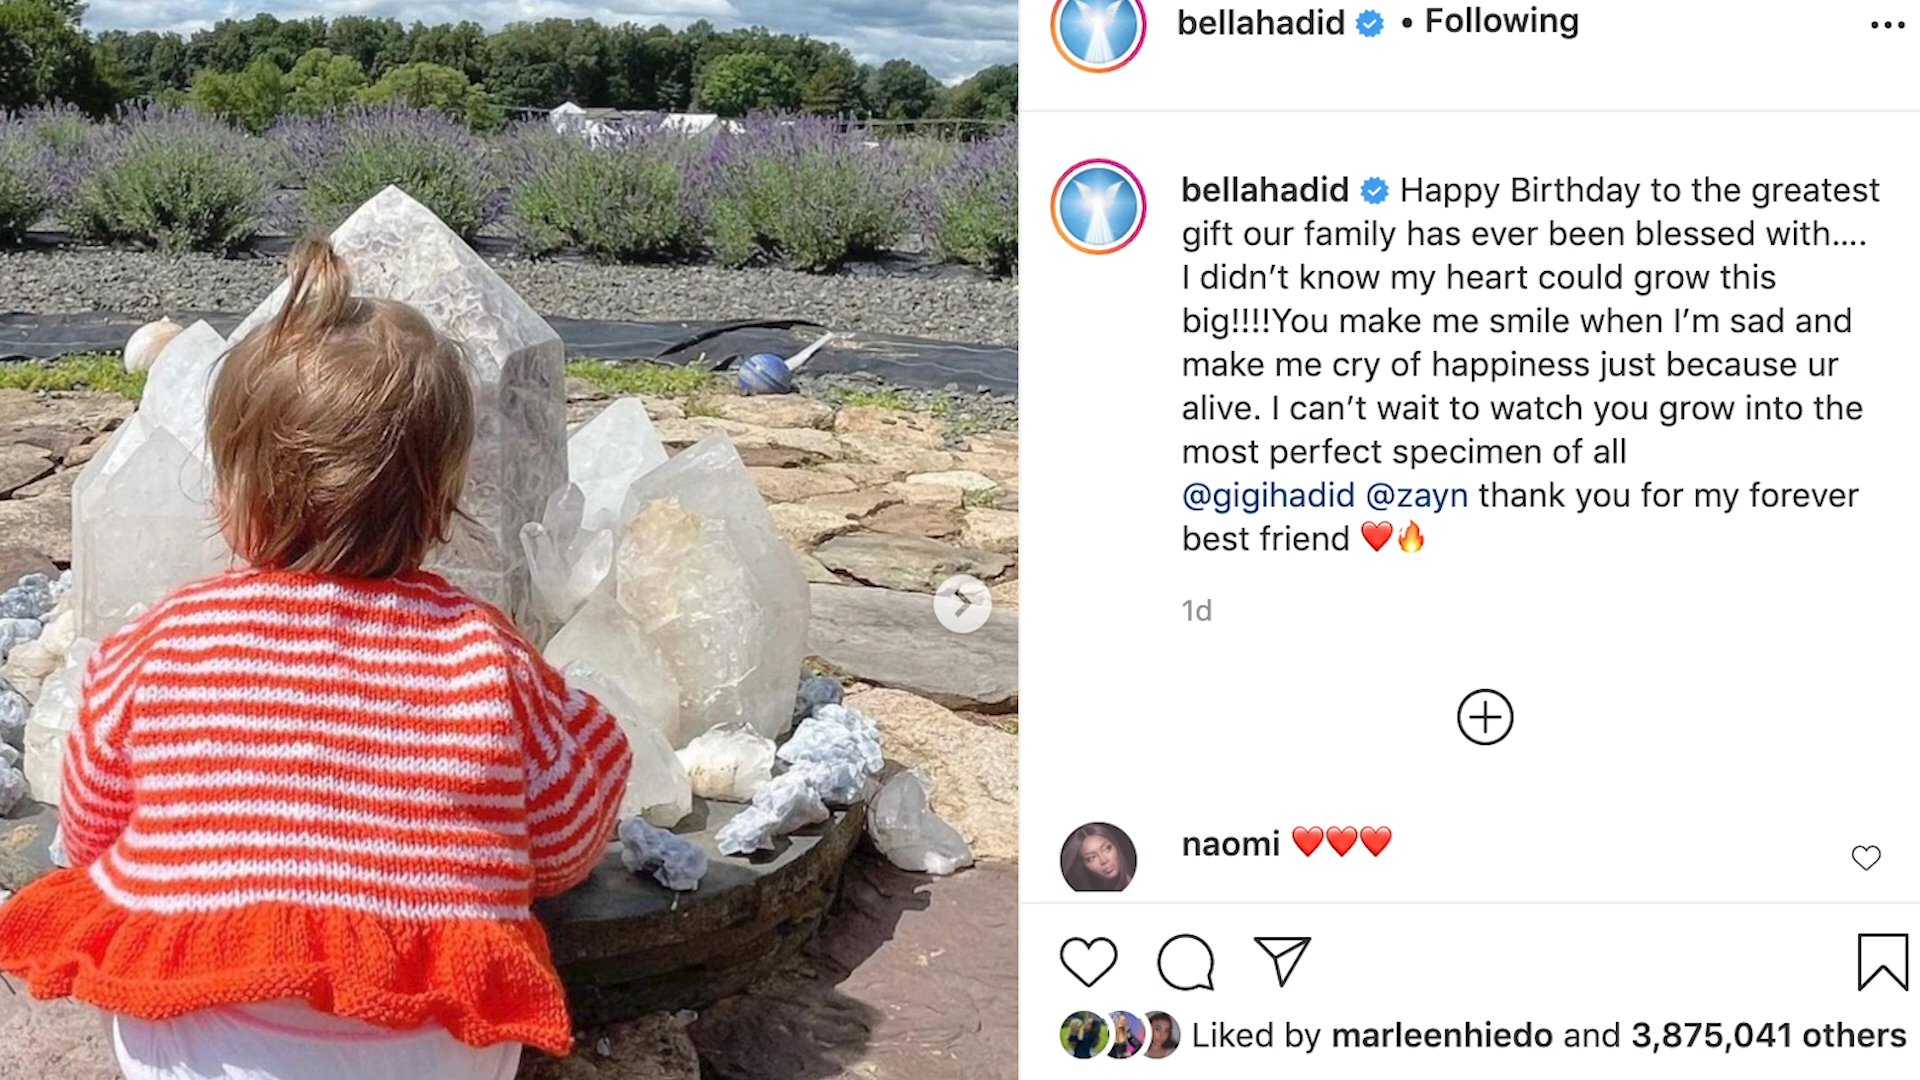 bellahadid • Following
bellahadid Happy Birthday to the greatest
gift our family has ever been blessed with....
I didn’t know my heart could grow this
big!!!!You make me smile when I’m sad and
make me cry of happiness just because ur
alive. I can’t wait to watch you grow into the
most perfect specimen of all
@gigihadid @zayn thank you for my forever
best friend ❤️🔥
1d
naomi ❤️❤️❤️
Liked by marleenhiedo and 3,875,041 others